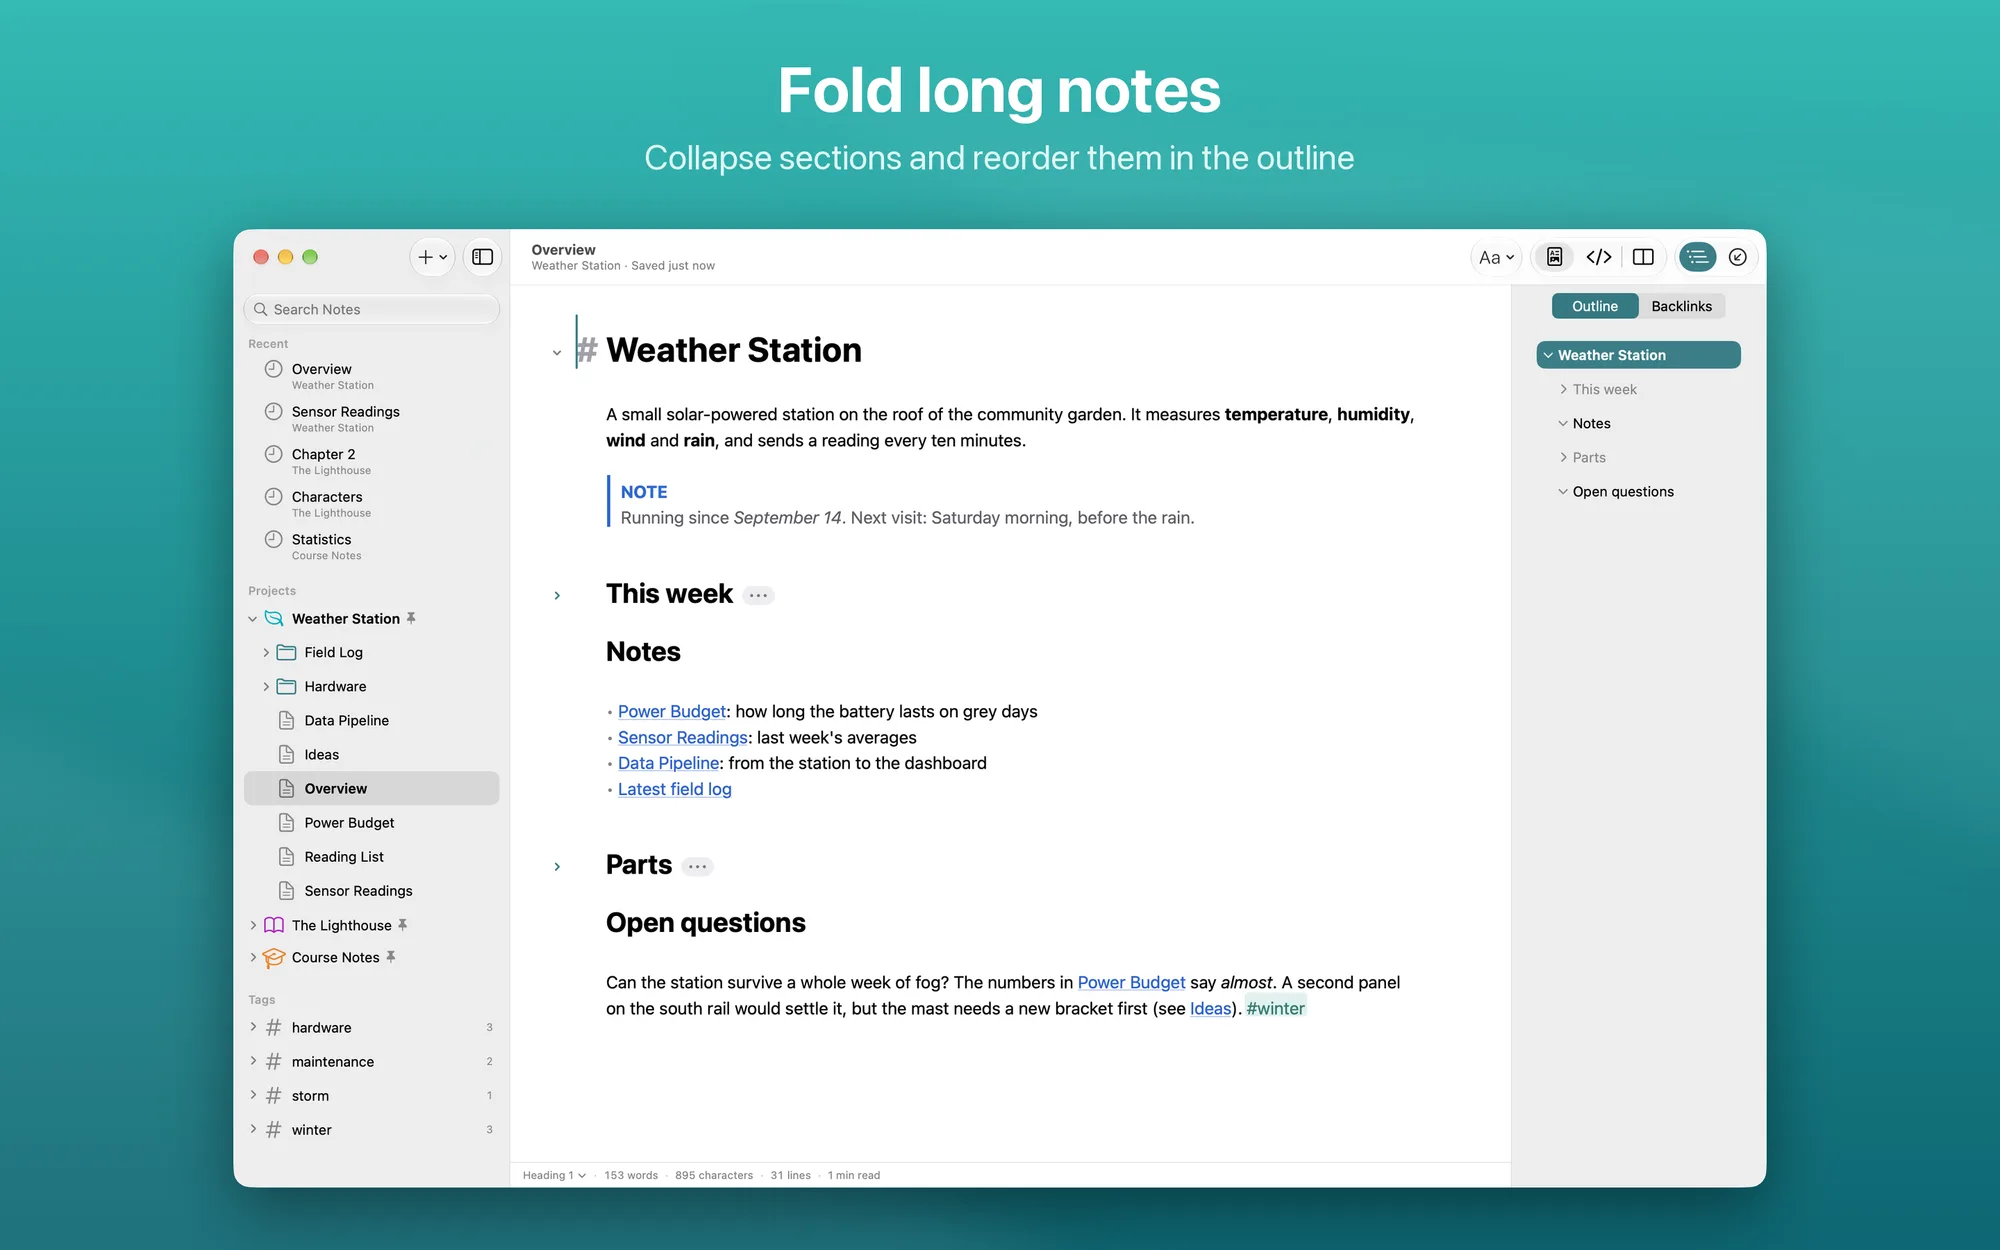 Fold long notes
Collapse sections and reorder them in the outline
Search Notes
Recent
Overview
Weather Station
Sensor Readings
Weather Station
Chapter 2
The Lighthouse
Characters
The Lighthouse
Statistics
Course Notes
Projects
Weather Station
Field Log
Hardware
Data Pipeline
Ideas
Overview
Power Budget
Reading List
Sensor Readings
The Lighthouse
Course Notes
Tags
# hardware 3
# maintenance 2
# storm 1
# winter 3
Overview
Weather Station · Saved just now
Aa
# Weather Station
A small solar-powered station on the roof of the community garden. It measures temperature, humidity,
wind and rain, and sends a reading every ten minutes.
NOTE
Running since September 14. Next visit: Saturday morning, before the rain.
This week ···
Notes
• Power Budget: how long the battery lasts on grey days
• Sensor Readings: last week's averages
• Data Pipeline: from the station to the dashboard
• Latest field log
Parts ···
Open questions
Can the station survive a whole week of fog? The numbers in Power Budget say almost. A second panel
on the south rail would settle it, but the mast needs a new bracket first (see Ideas). #winter
Heading 1 · 153 words · 895 characters · 31 lines · 1 min read
Outline Backlinks
Weather Station
This week
Notes
Parts
Open questions